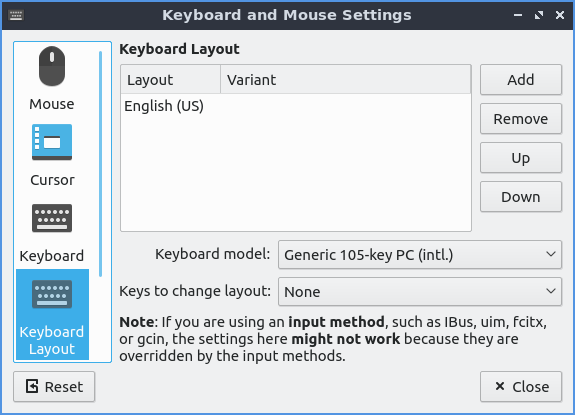 Keyboard and Mouse Settings
Mouse
Cursor
Keyboard
Keyboard
Layout
Keyboard Layout
Layout Variant
English (US)
Add
Remove
Up
Down
Keyboard model: Generic 105-key PC (intl.)
Keys to change layout: None
Note: If you are using an input method, such as IBus, uim, fcitx,
or gcin, the settings here might not work because they are
overridden by the input methods.
Reset
Close